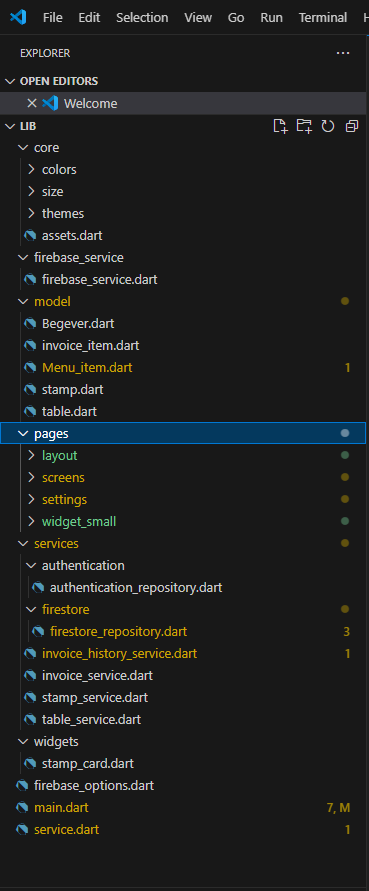 File Edit Selection View Go Run Terminal
EXPLORER ...
OPEN EDITORS
Welcome
LIB
core
colors
size
themes
assets.dart
firebase_service
firebase_service.dart
model
Begever.dart
invoice_item.dart
Menu_item.dart 1
stamp.dart
table.dart
pages
layout
screens
settings
widget_small
services
authentication
authentication_repository.dart
firestore
firestore_repository.dart 3
invoice_history_service.dart 1
invoice_service.dart
stamp_service.dart
table_service.dart
widgets
stamp_card.dart
firebase_options.dart
main.dart 7, M
service.dart 1